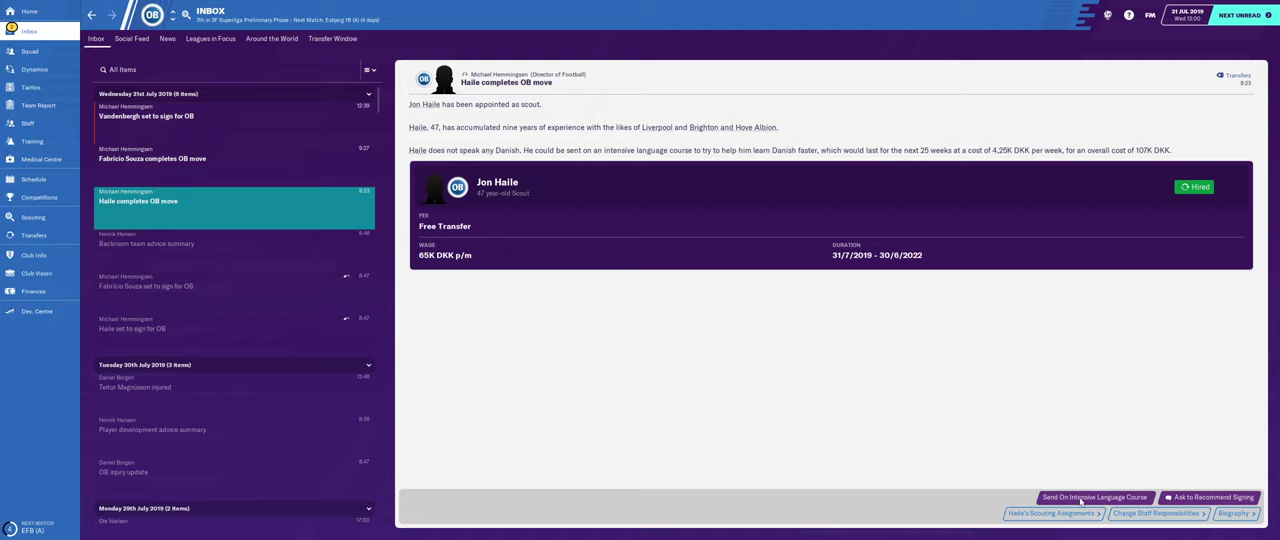 Home
2
Inbox
Squad
Dynamics
Tactics
Team Report
Staff
Training
Medical Centre
Schedule
Competitions
Scouting
Transfers
Club Info
Club Vision
Finances
Dev. Centre
4
NEXT MATCH
EFB (A)
OB
INBOX
7th in 3F Superliga Preliminary Phase - Next Match: Esbjerg fB (A) (4 days)
FM
31 JUL 2019
Wed 13:00
NEXT UNREAD
Inbox
Social Feed
News
Leagues in Focus
Around the World
Transfer Window
All Items
Wednesday 31st July 2019 (6 items)
Michael Hemmingsen 12:39
Vandenbergh set to sign for OB
Michael Hemmingsen 9:27
Fabrício Souza completes OB move
Michael Hemmingsen 9:23
Haile completes OB move
Henrik Hansen 8:48
Backroom team advice summary
Michael Hemmingsen 8:47
Fabrício Souza set to sign for OB
Michael Hemmingsen 8:47
Haile set to sign for OB
Tuesday 30th July 2019 (3 items)
Daniel Borgen 13:46
Teitur Magnússon injured
Henrik Hansen 8:56
Player development advice summary
Daniel Borgen 8:47
OB injury update
Monday 29th July 2019 (2 items)
Ole Nielsen 17:00
OB
Michael Hemmingsen (Director of Football)
Haile completes OB move
Transfers
9:23
Jon Haile has been appointed as scout.
Haile, 47, has accumulated nine years of experience with the likes of Liverpool and Brighton and Hove Albion.
Haile does not speak any Danish. He could be sent on an intensive language course to try to help him learn Danish faster, which would last for the next 25 weeks at a cost of 4,25K DKK per week, for an overall cost of 107K DKK.
OB
Jon Haile
47 year-old Scout
Hired
FEE
Free Transfer
WAGE
65K DKK p/m
DURATION
31/7/2019 - 30/6/2022
Send On Intensive Language Course
Ask to Recommend Signing
Haile's Scouting Assignments
Change Staff Responsibilities
Biography